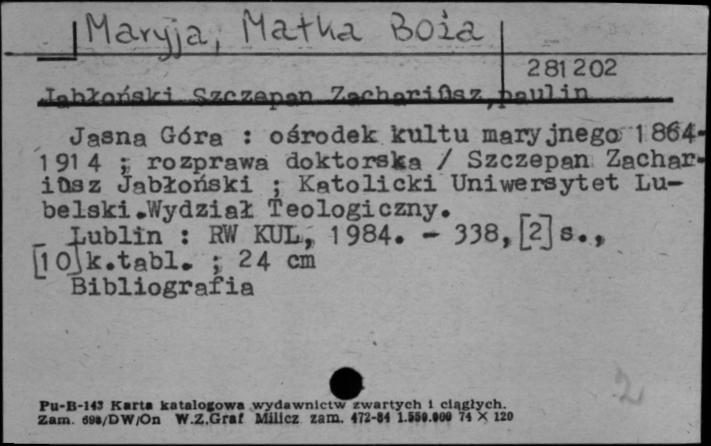 Maryja, Matka Boża
281202
Jabłoński Szczepan Zachariusz, paulin
Jasna Góra : ośrodek kultu maryjnego 1864-
1914 ; rozprawa doktorska / Szczepan Zachar-
iusz Jabłoński ; Katolicki Uniwersytet Lu-
belski.Wydział Teologiczny.
_ Lublin : RW KUL, 1984. - 338,[2]s.,
[10]k.tabl. ; 24 cm
Bibliografia
2
Pu-B-143 Karta katalogowa wydawnictw zwartych i ciągłych.
Zam. 698/DW/On W.Z.Graf Milicz zam. 472-84 1.550.000 74 X 120